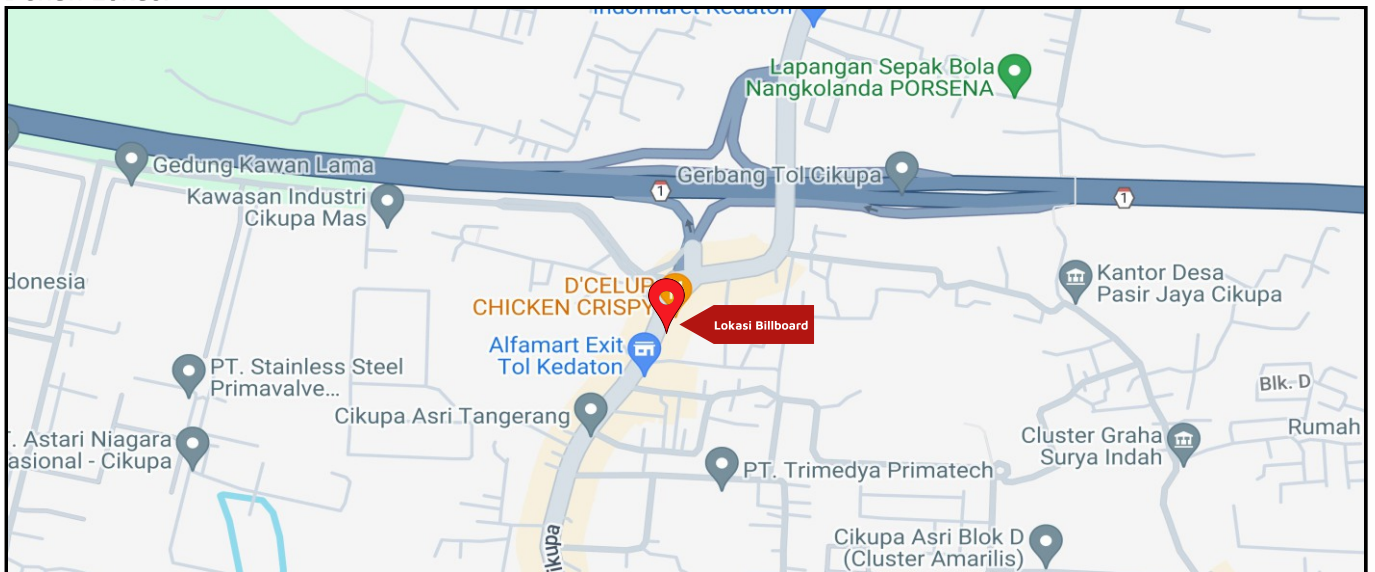 Indomaret Kedaton
Lapangan Sepak Bola
Nangkolanda PORSENA
Gedung Kawan Lama
Gerbang Tol Cikupa
Kawasan Industri
Cikupa Mas
1
1
donesia
D'CELUP
CHICKEN CRISPY
Kantor Desa
Pasir Jaya Cikupa
Lokasi Billboard
Alfamart Exit
Tol Kedaton
PT. Stainless Steel
Primavalve...
Blk. D
Cikupa Asri Tangerang
Rumah
T. Astari Niagara
asional - Cikupa
Cluster Graha
Surya Indah
PT. Trimedya Primatech
ikupa
Cikupa Asri Blok D
(Cluster Amarilis)